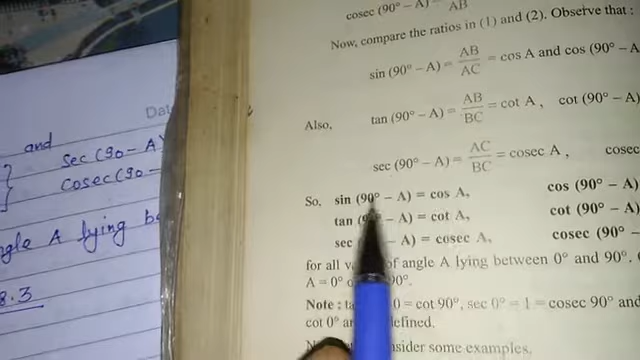 and
sec (90 - A)
cosec (90 -
angle A lying be
8.3
Dat
cosec (90° – A) = AB
Now, compare the ratios in (1) and (2). Observe that :
sin (90° – A) = AB/AC = cos A and cos (90° – A
Also, tan (90° – A) = AB/BC = cot A , cot (90° – A)
sec (90° – A) = AC/BC = cosec A , cosec
So, sin (90° – A) = cos A, cos (90° – A)
tan ( – A) = cot A, cot (90° – A)
sec – A) = cosec A, cosec (90° –
for all of angle A lying between 0° and 90°.
A = 0° 90°.
Note : 0 = cot 90°, sec 0° = 1 = cosec 90° and
cot 0° defined.
consider some examples.